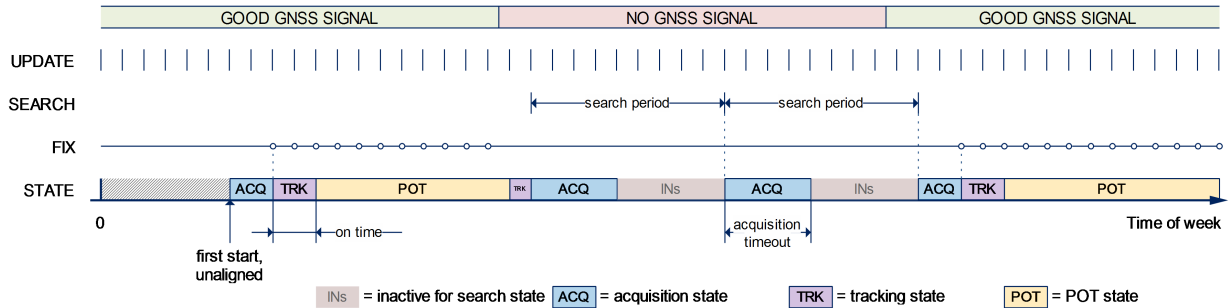 GOOD GNSS SIGNAL NO GNSS SIGNAL GOOD GNSS SIGNAL
UPDATE
SEARCH search period search period
FIX
STATE ACQ TRK POT TRK ACQ INs ACQ INs ACQ TRK POT
0 Time of week
on time
acquisition
timeout
first start,
unaligned
INs = inactive for search state ACQ = acquisition state TRK = tracking state POT = POT state